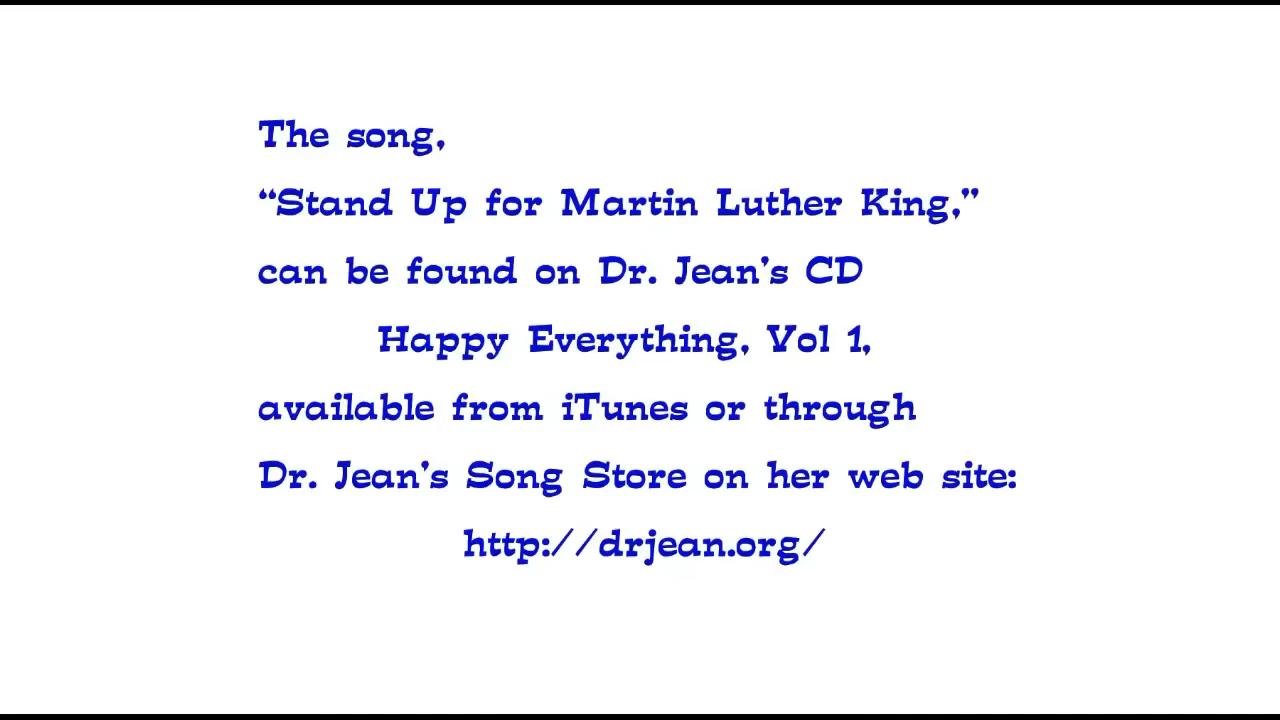 The song,
“Stand Up for Martin Luther King,”
can be found on Dr. Jean’s CD
Happy Everything, Vol 1,
available from iTunes or through
Dr. Jean’s Song Store on her web site:
http://drjean.org/